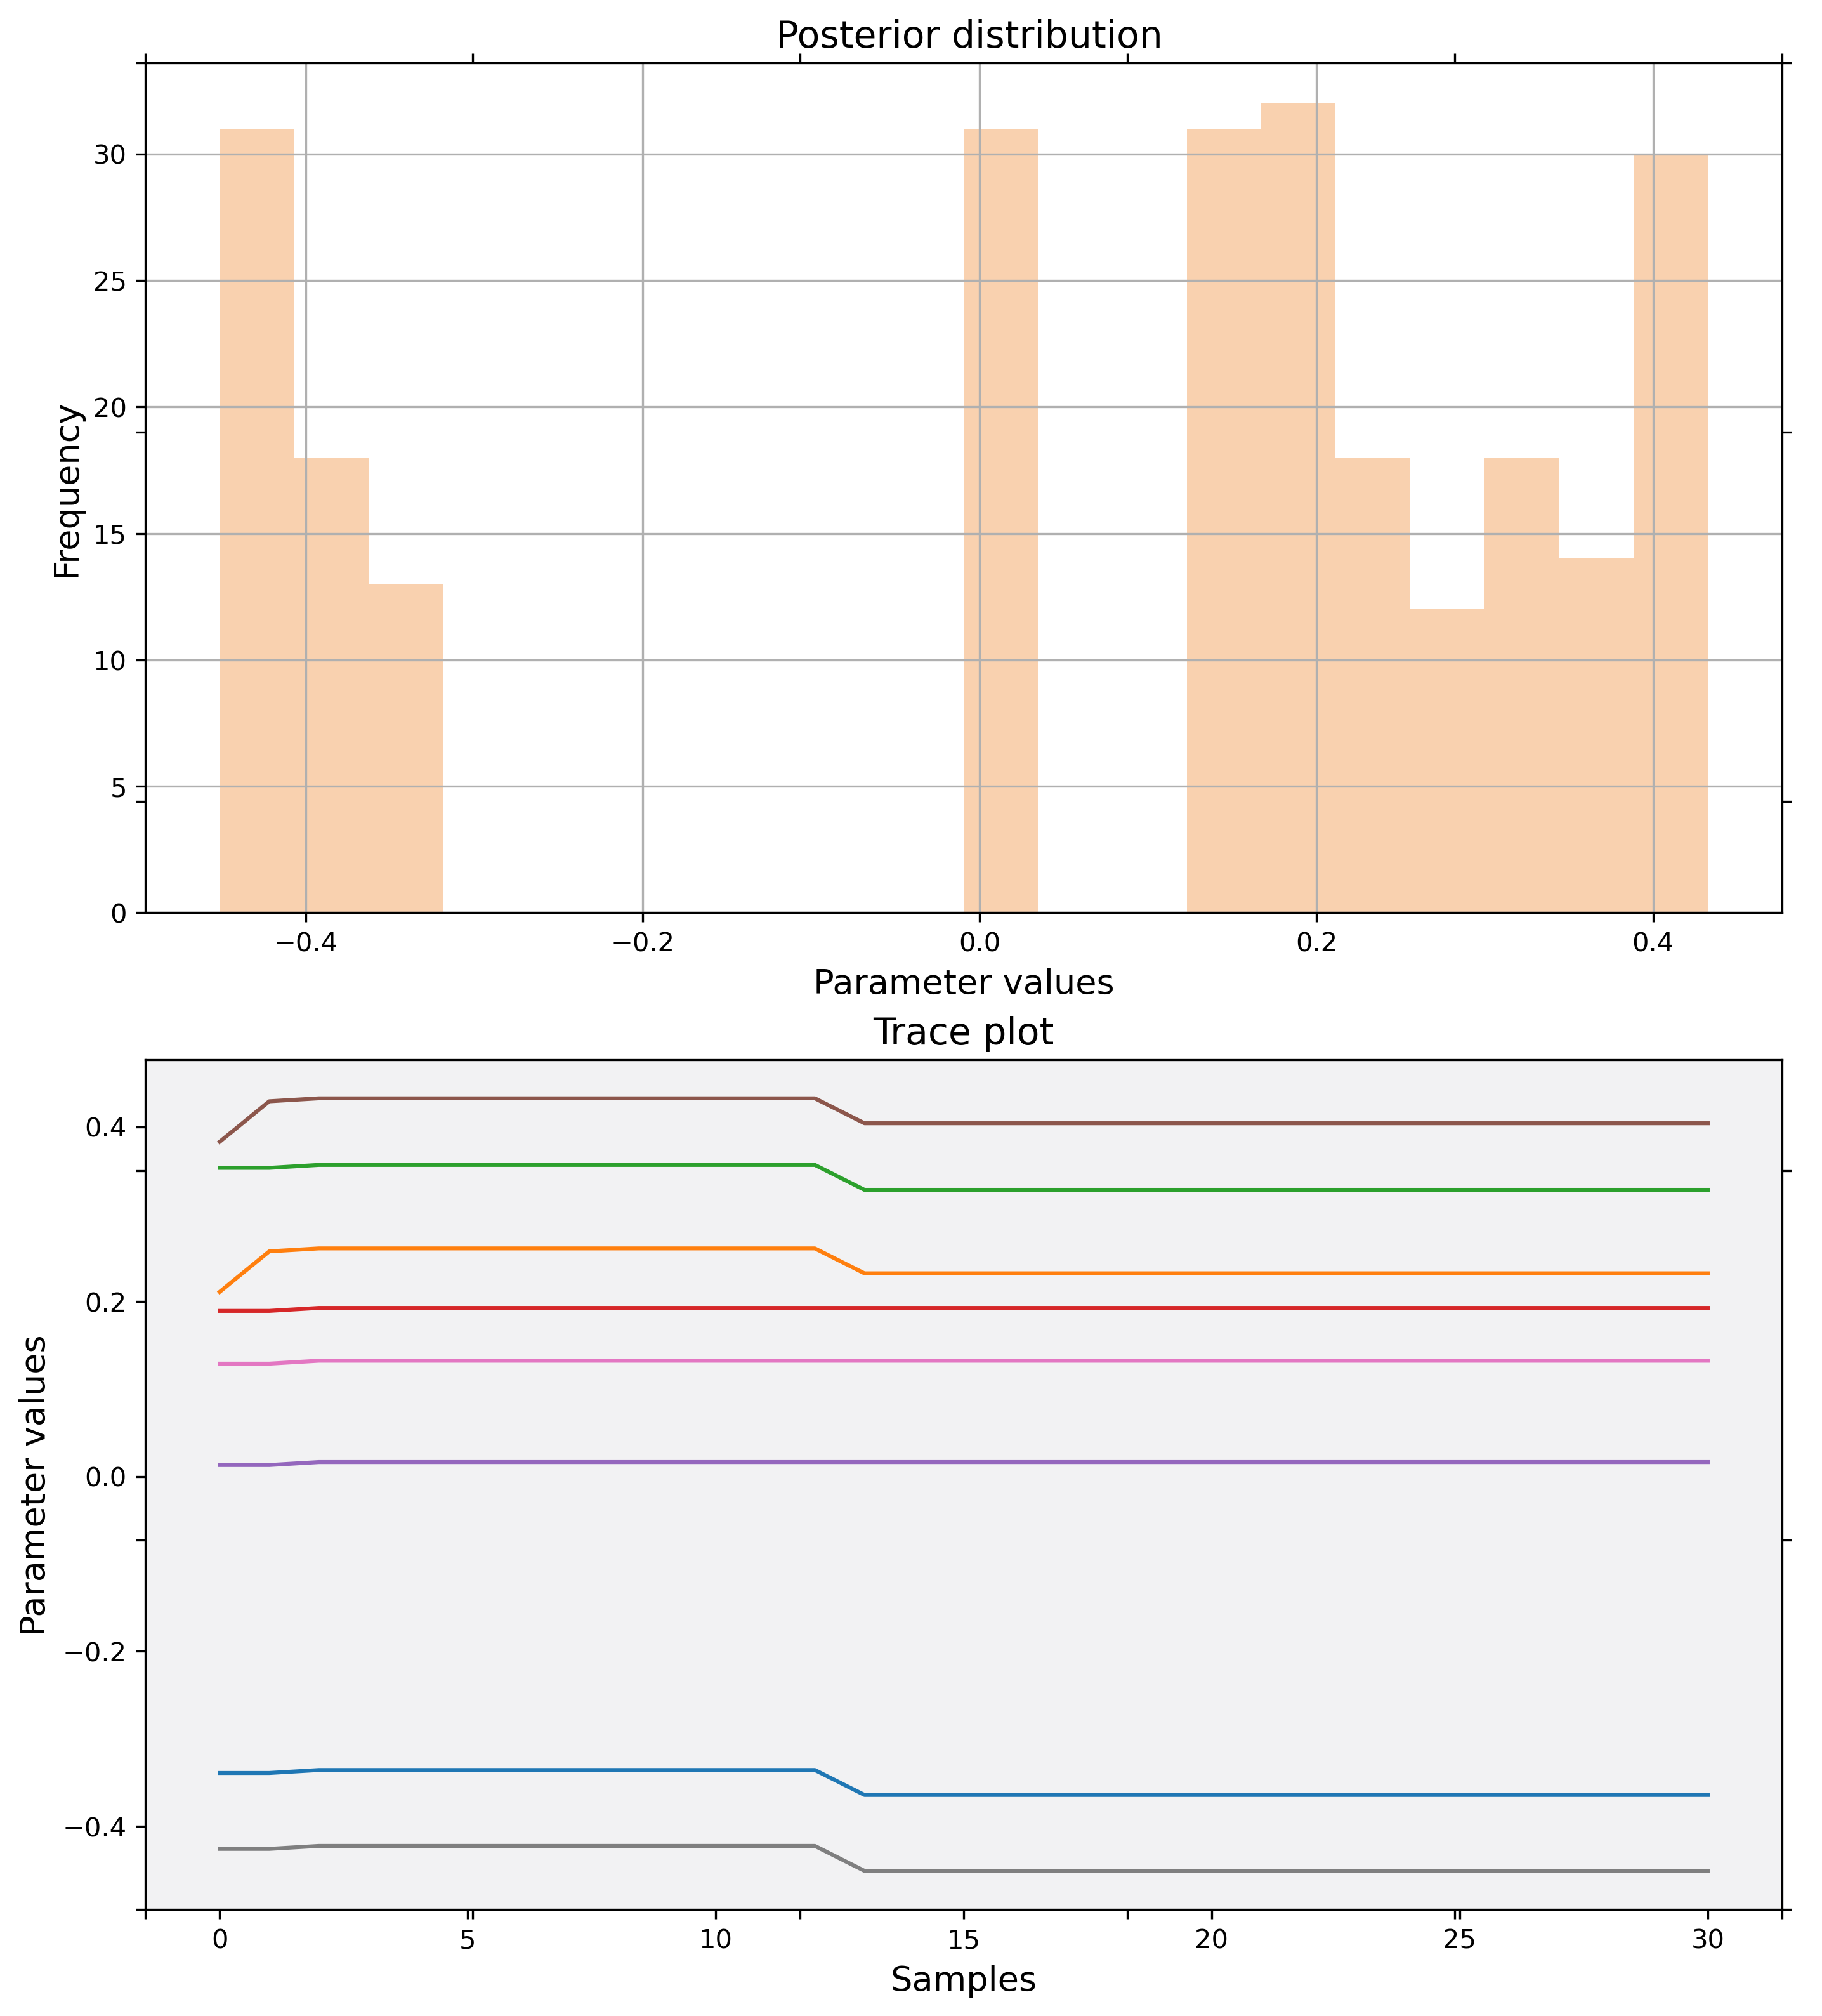 Posterior distribution
Frequency
30
25
20
15
10
5
0
−0.4 −0.2 0.0 0.2 0.4
Parameter values
Trace plot
Parameter values
0.4
0.2
0.0
−0.2
−0.4
0 5 10 15 20 25 30
Samples